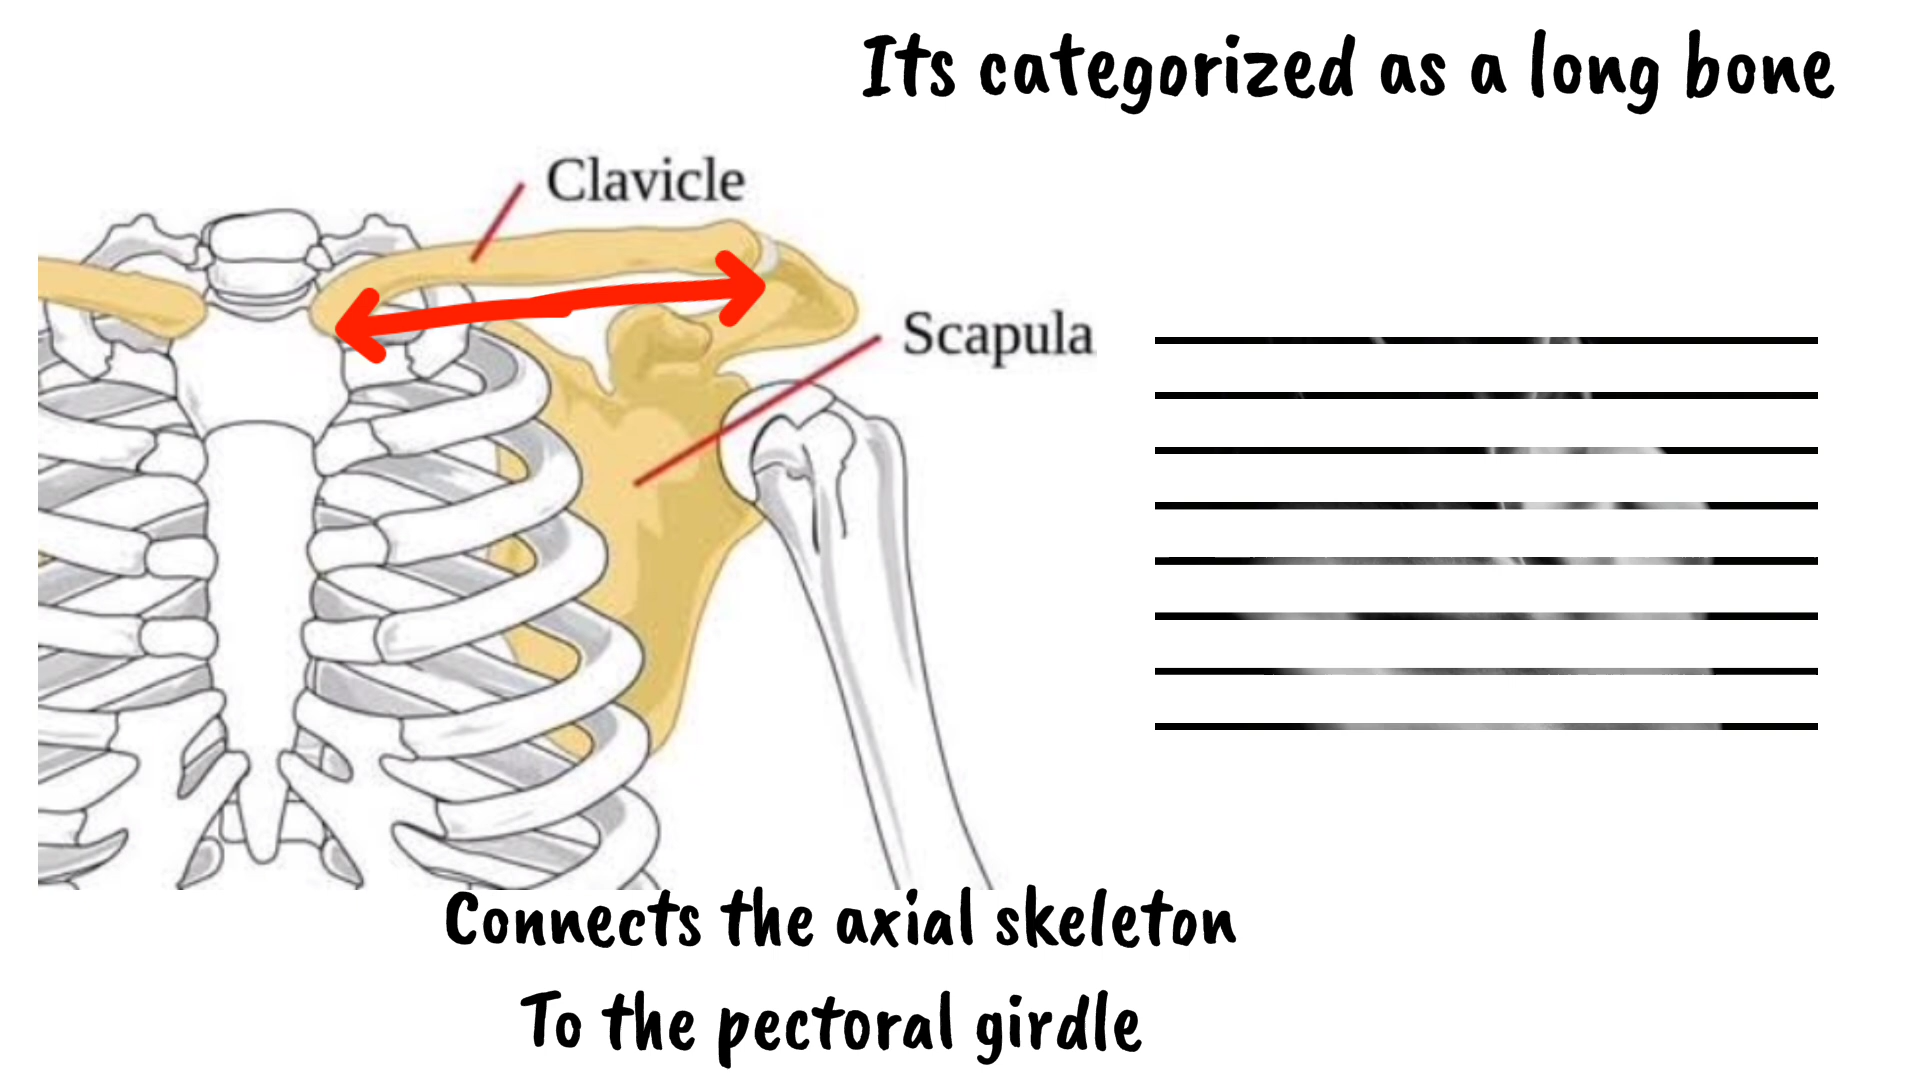 Its categorized as a long bone
Clavicle
Scapula
Connects the axial skeleton
To the pectoral girdle